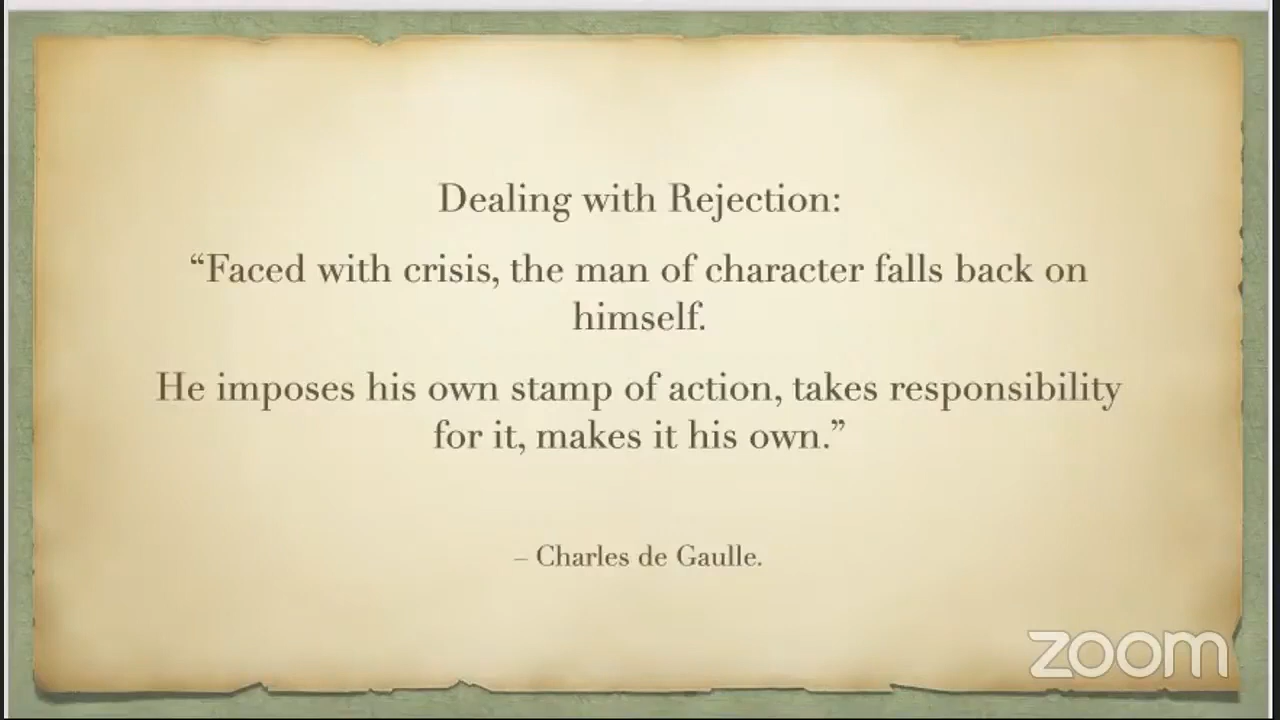 Dealing with Rejection:
“Faced with crisis, the man of character falls back on
himself.
He imposes his own stamp of action, takes responsibility
for it, makes it his own.”
– Charles de Gaulle.
zoom